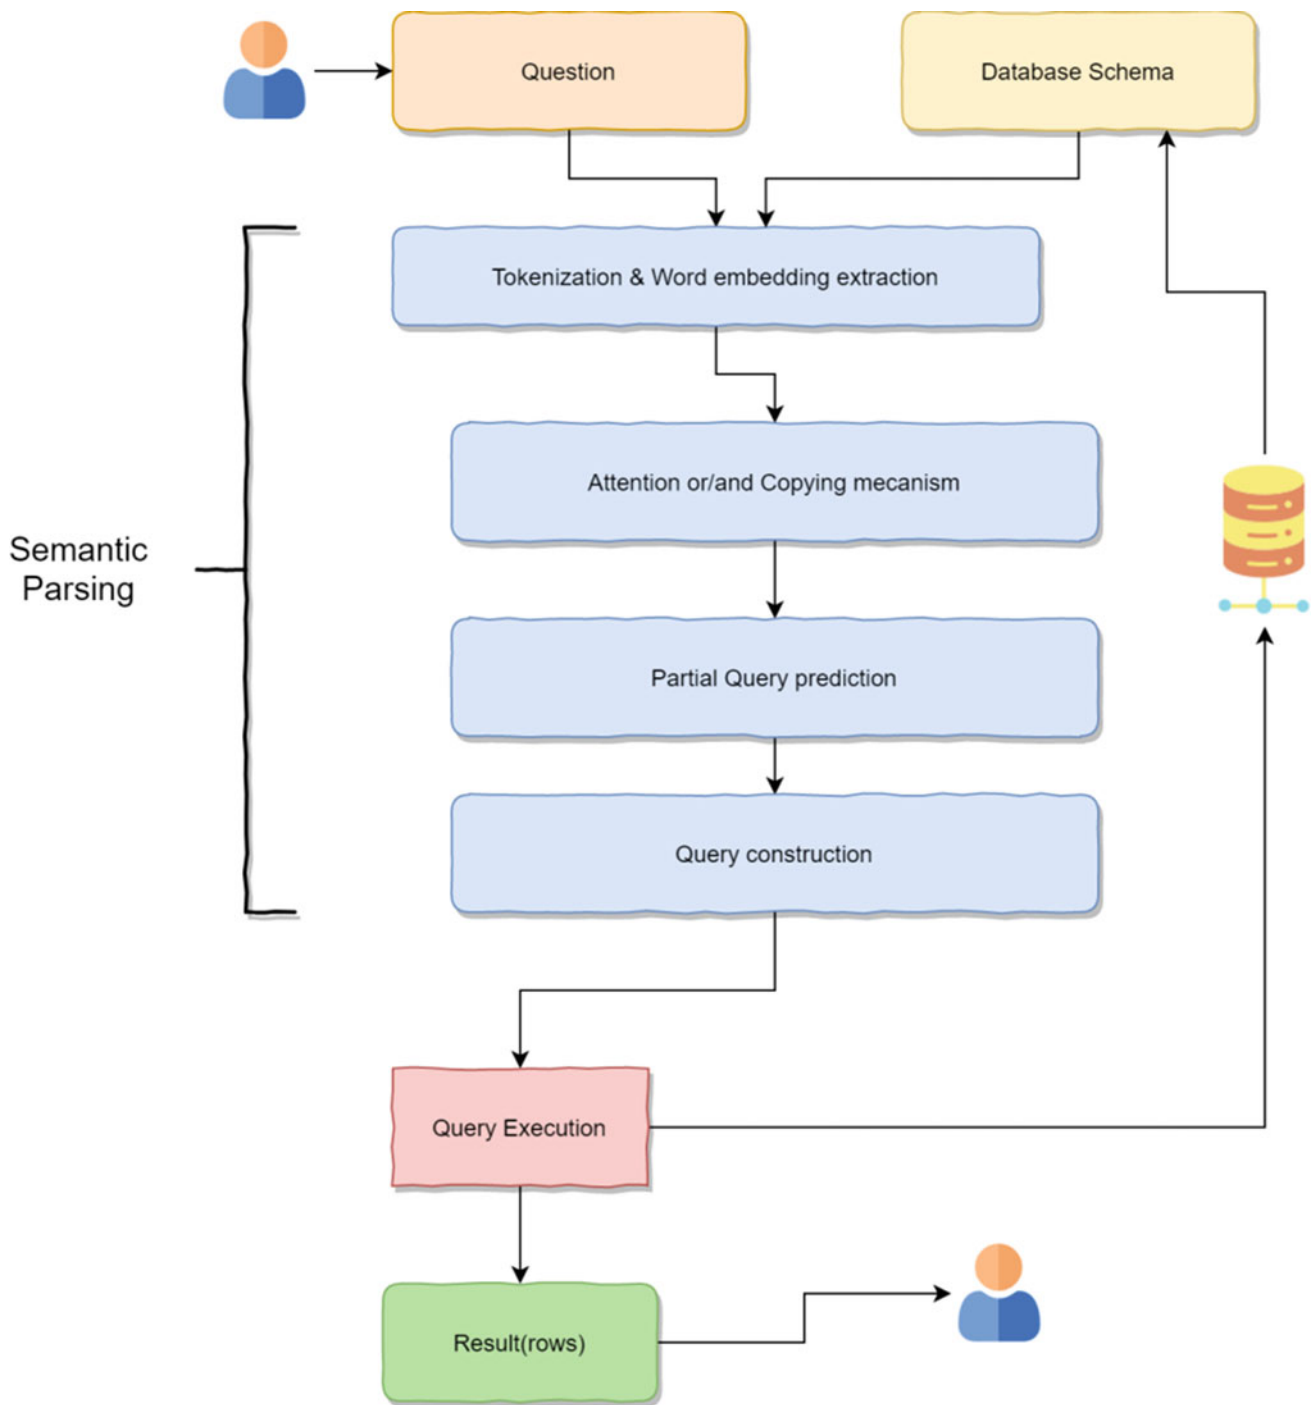 Question
Database Schema
Tokenization & Word embedding extraction
Attention or/and Copying mecanism
Semantic
Parsing
Partial Query prediction
Query construction
Query Execution
Result(rows)